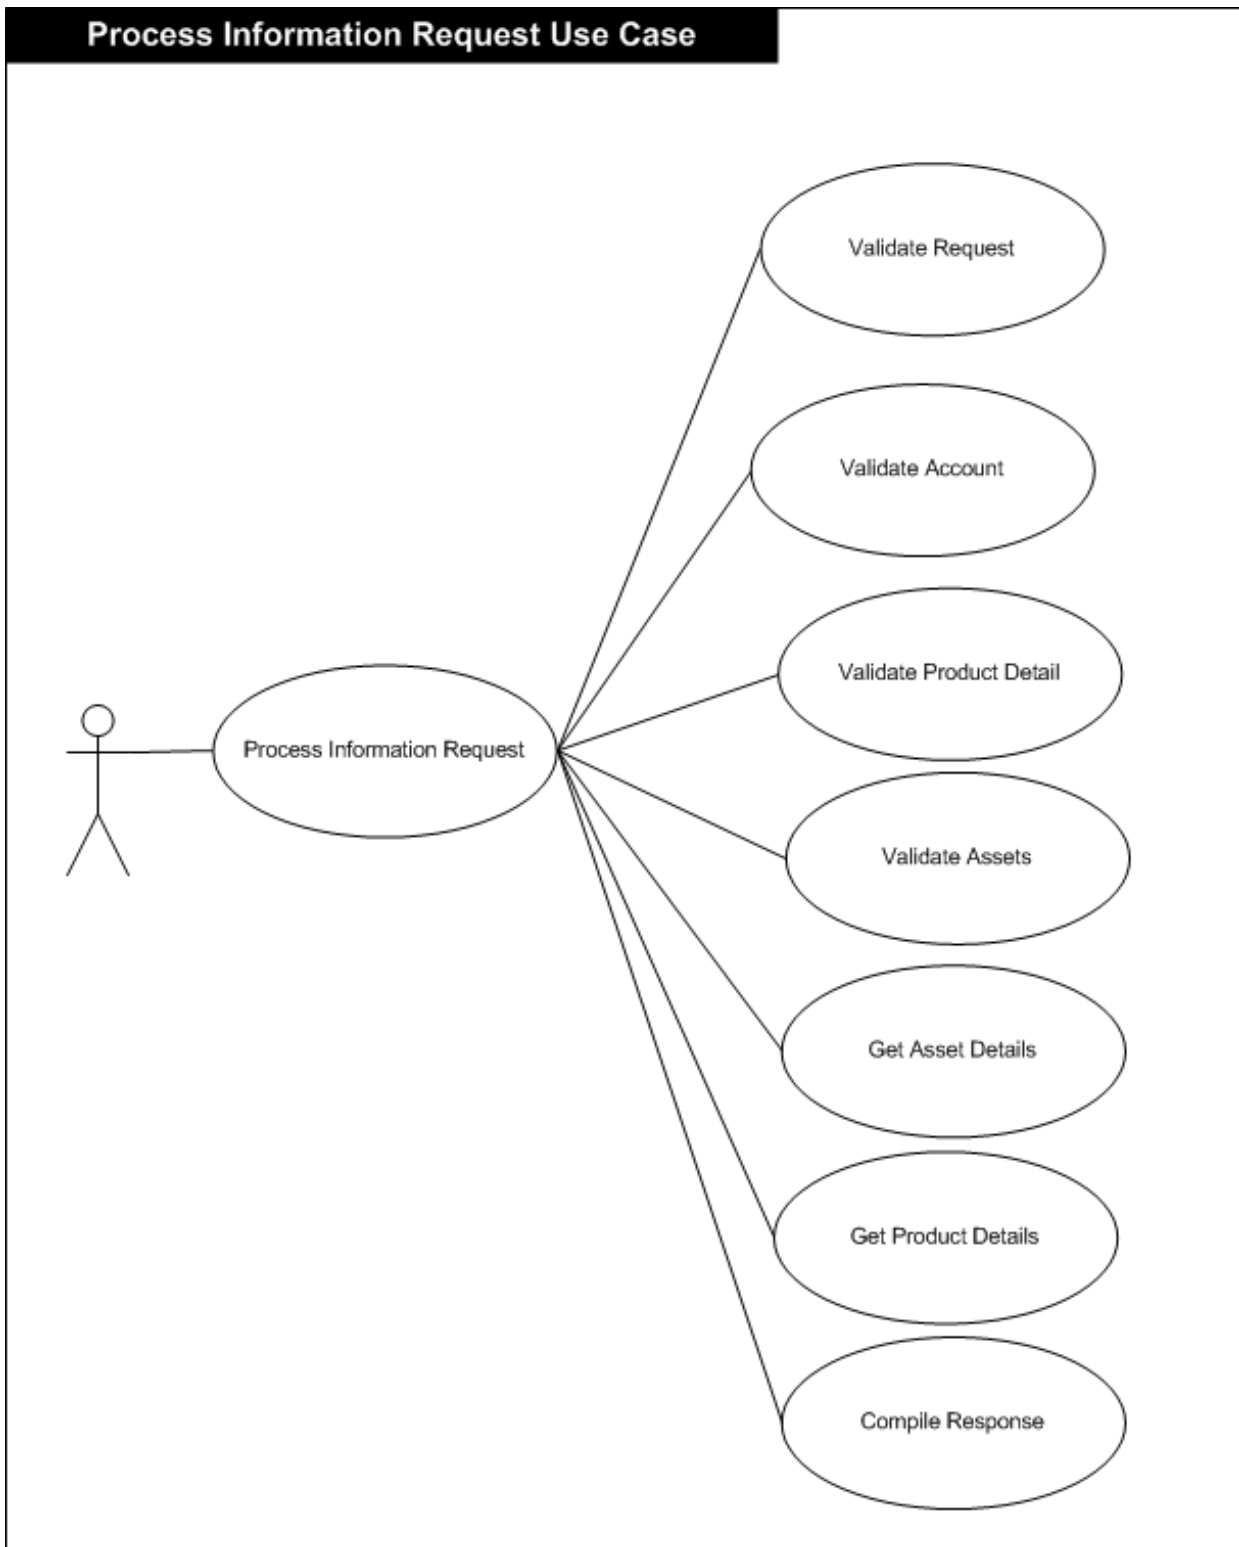 Process Information Request Use Case
Validate Request
Validate Account
Validate Product Detail
Process Information Request
Validate Assets
Get Asset Details
Get Product Details
Compile Response